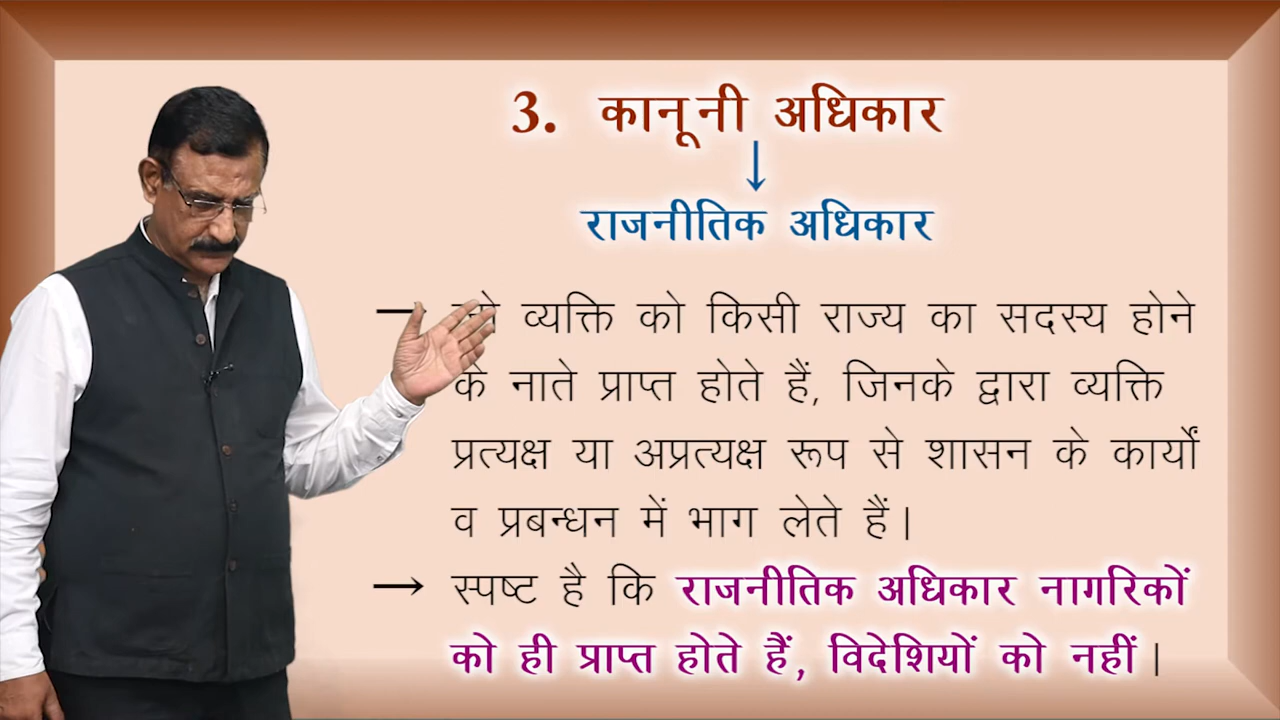 3. कानूनी अधिकार
↓
राजनीतिक अधिकार
→ व्यक्ति को किसी राज्य का सदस्य होने
के नाते प्राप्त होते हैं, जिनके द्वारा व्यक्ति
प्रत्यक्ष या अप्रत्यक्ष रूप से शासन के कार्यों
व प्रबन्धन में भाग लेते हैं।
→ स्पष्ट है कि राजनीतिक अधिकार नागरिकों
को ही प्राप्त होते हैं, विदेशियों को नहीं।